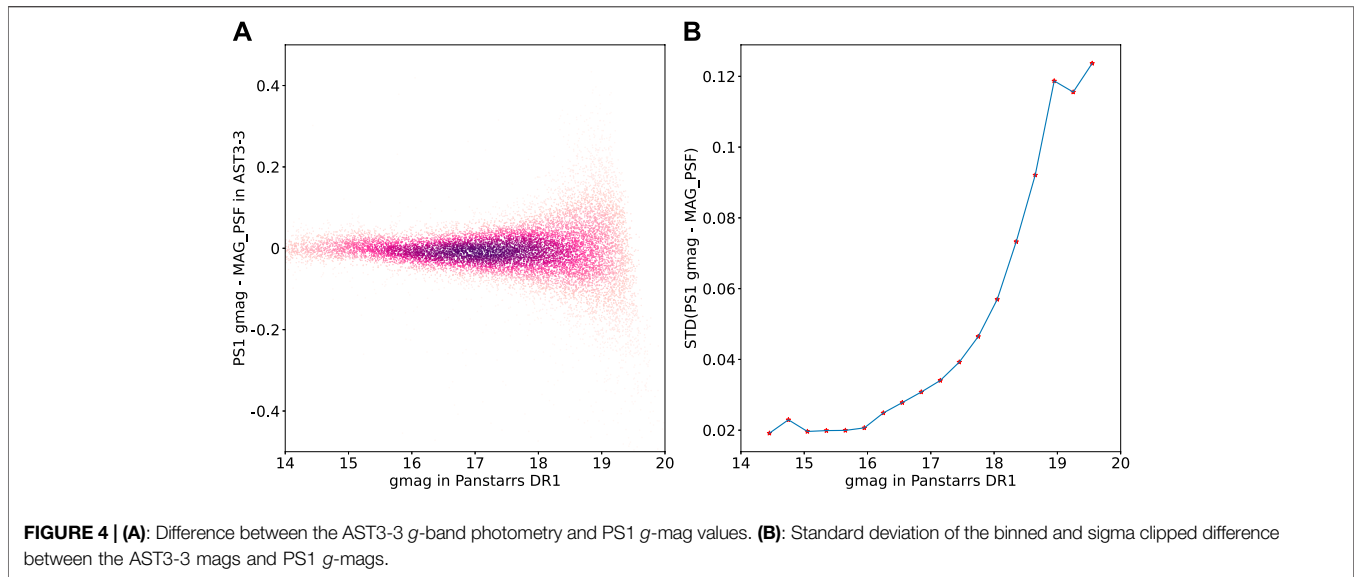 A
PS1 gmag - MAG_PSF in AST3-3
0.4
0.2
0
-0.2
-0.4
14 15 16 17 18 19 20
gmag in Panstarrs DR1
B
STD(PS1 gmag - MAG_PSF)
0.12
0.1
0.08
0.06
0.04
0.02
14 15 16 17 18 19 20
gmag in Panstarrs DR1
FIGURE 4 | (A): Difference between the AST3-3 g-band photometry and PS1 g-mag values. (B): Standard deviation of the binned and sigma clipped difference
between the AST3-3 mags and PS1 g-mags.